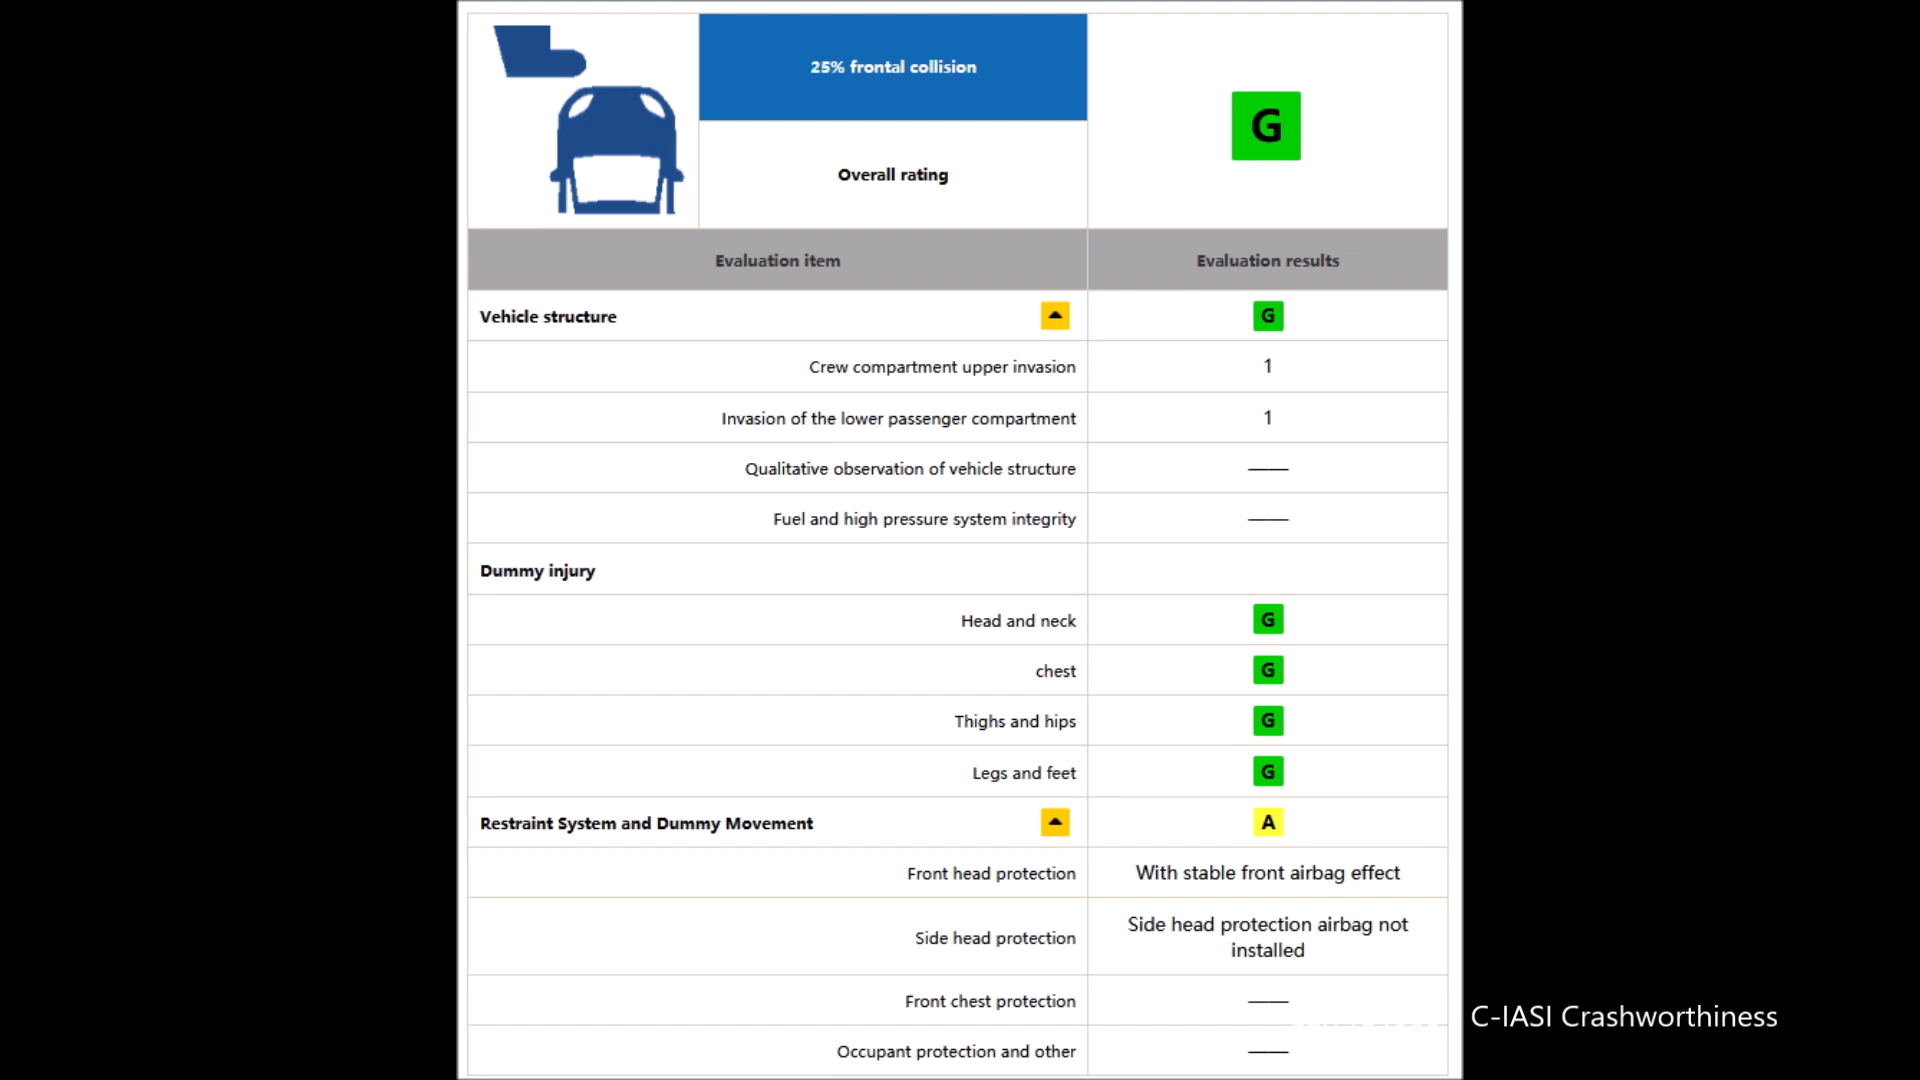 25% frontal collision
G
Overall rating
Evaluation item
Evaluation results
Vehicle structure
G
Crew compartment upper invasion
1
Invasion of the lower passenger compartment
1
Qualitative observation of vehicle structure
——
Fuel and high pressure system integrity
——
Dummy injury
Head and neck
G
chest
G
Thighs and hips
G
Legs and feet
G
Restraint System and Dummy Movement
A
Front head protection
With stable front airbag effect
Side head protection
Side head protection airbag not
installed
Front chest protection
——
C-IASI Crashworthiness
Occupant protection and other
——